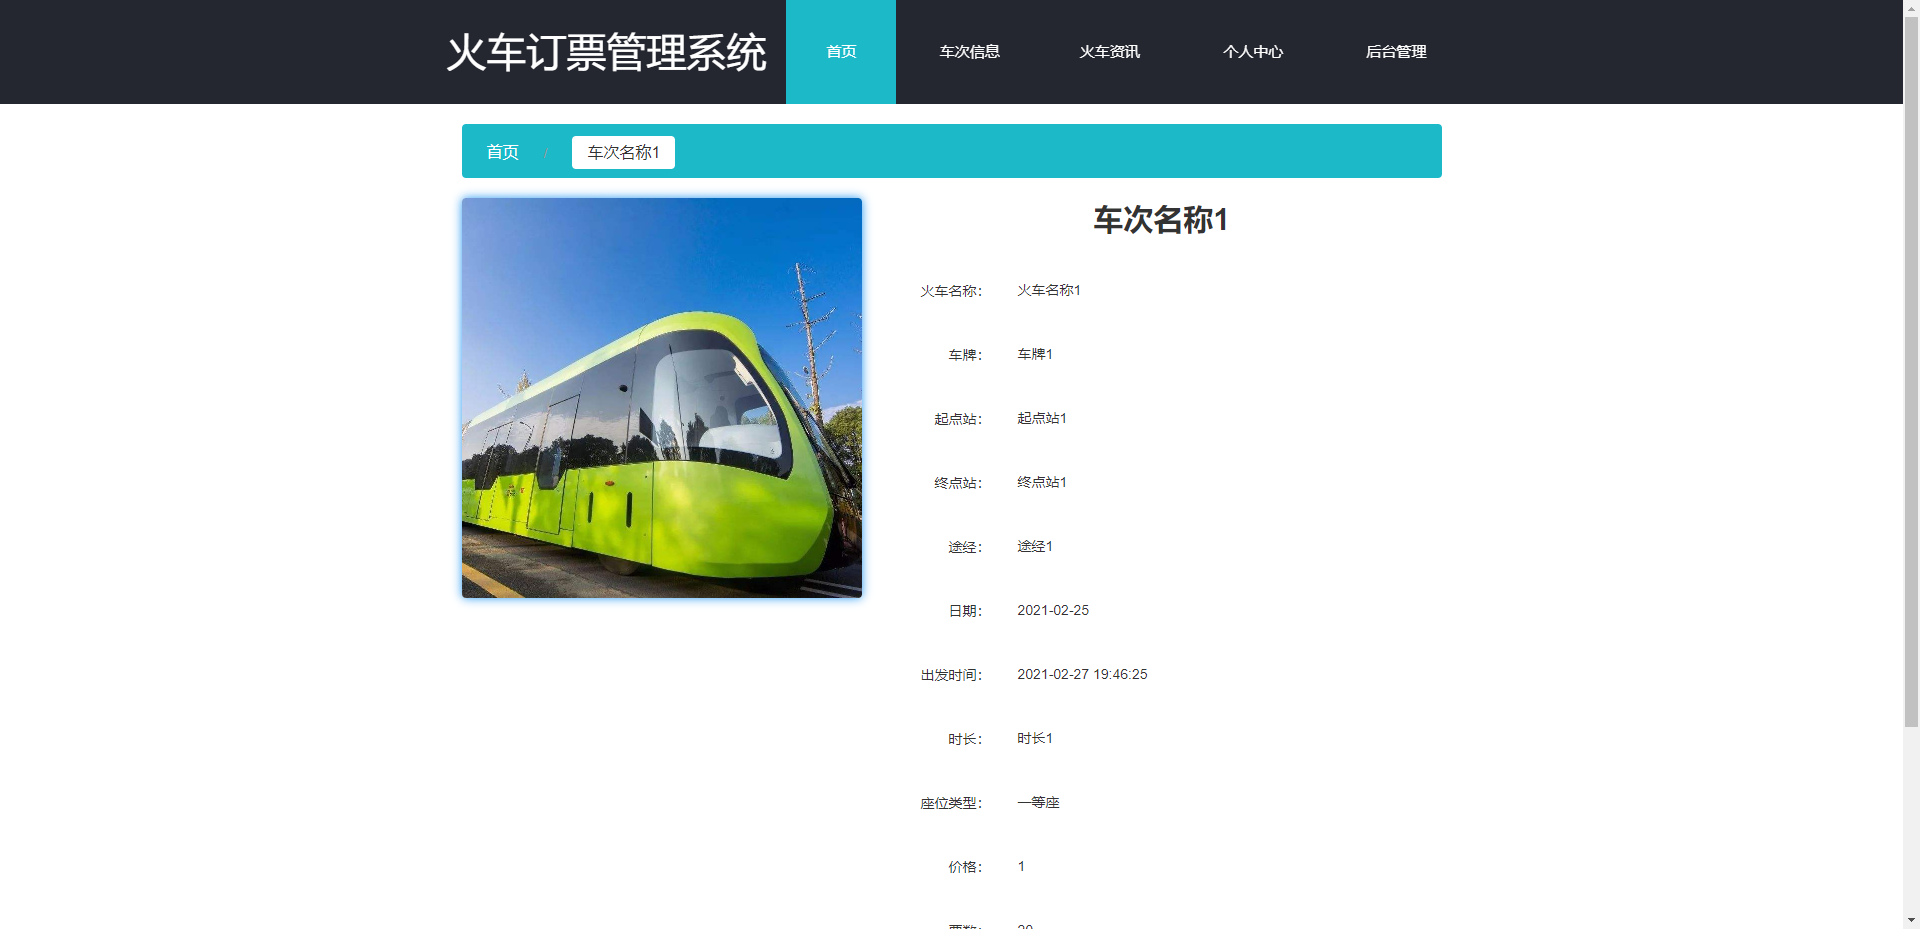 火车订票管理系统 首页 车次信息 火车资讯 个人中心 后台管理
首页 / 车次名称1
车次名称1
火车名称： 火车名称1
车牌： 车牌1
起点站： 起点站1
终点站： 终点站1
途经： 途经1
日期： 2021-02-25
出发时间： 2021-02-27 19:46:25
时长： 时长1
座位类型： 一等座
价格： 1